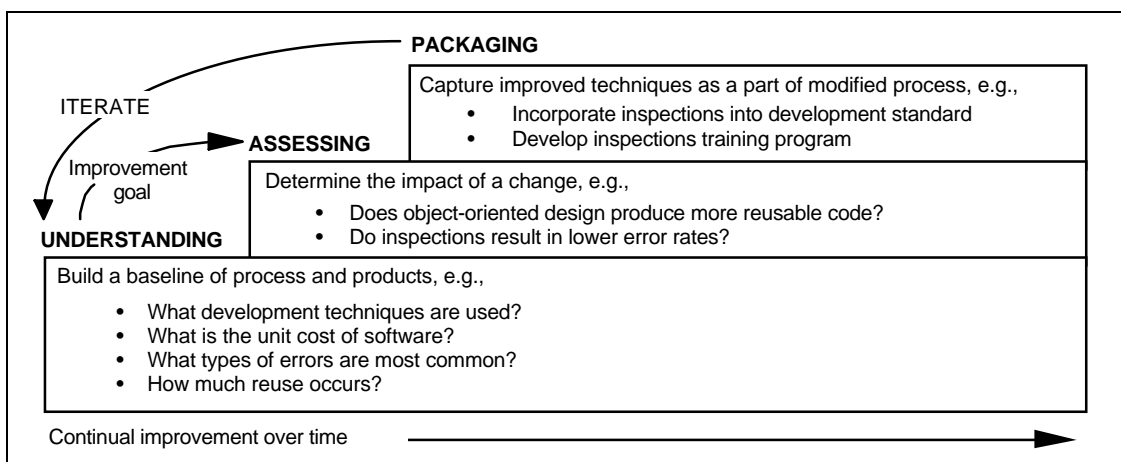 PACKAGING
Capture improved techniques as a part of modified process, e.g.,
• Incorporate inspections into development standard
• Develop inspections training program
ITERATE
ASSESSING
Improvement
goal
Determine the impact of a change, e.g.,
• Does object-oriented design produce more reusable code?
• Do inspections result in lower error rates?
UNDERSTANDING
Build a baseline of process and products, e.g.,
• What development techniques are used?
• What is the unit cost of software?
• What types of errors are most common?
• How much reuse occurs?
Continual improvement over time